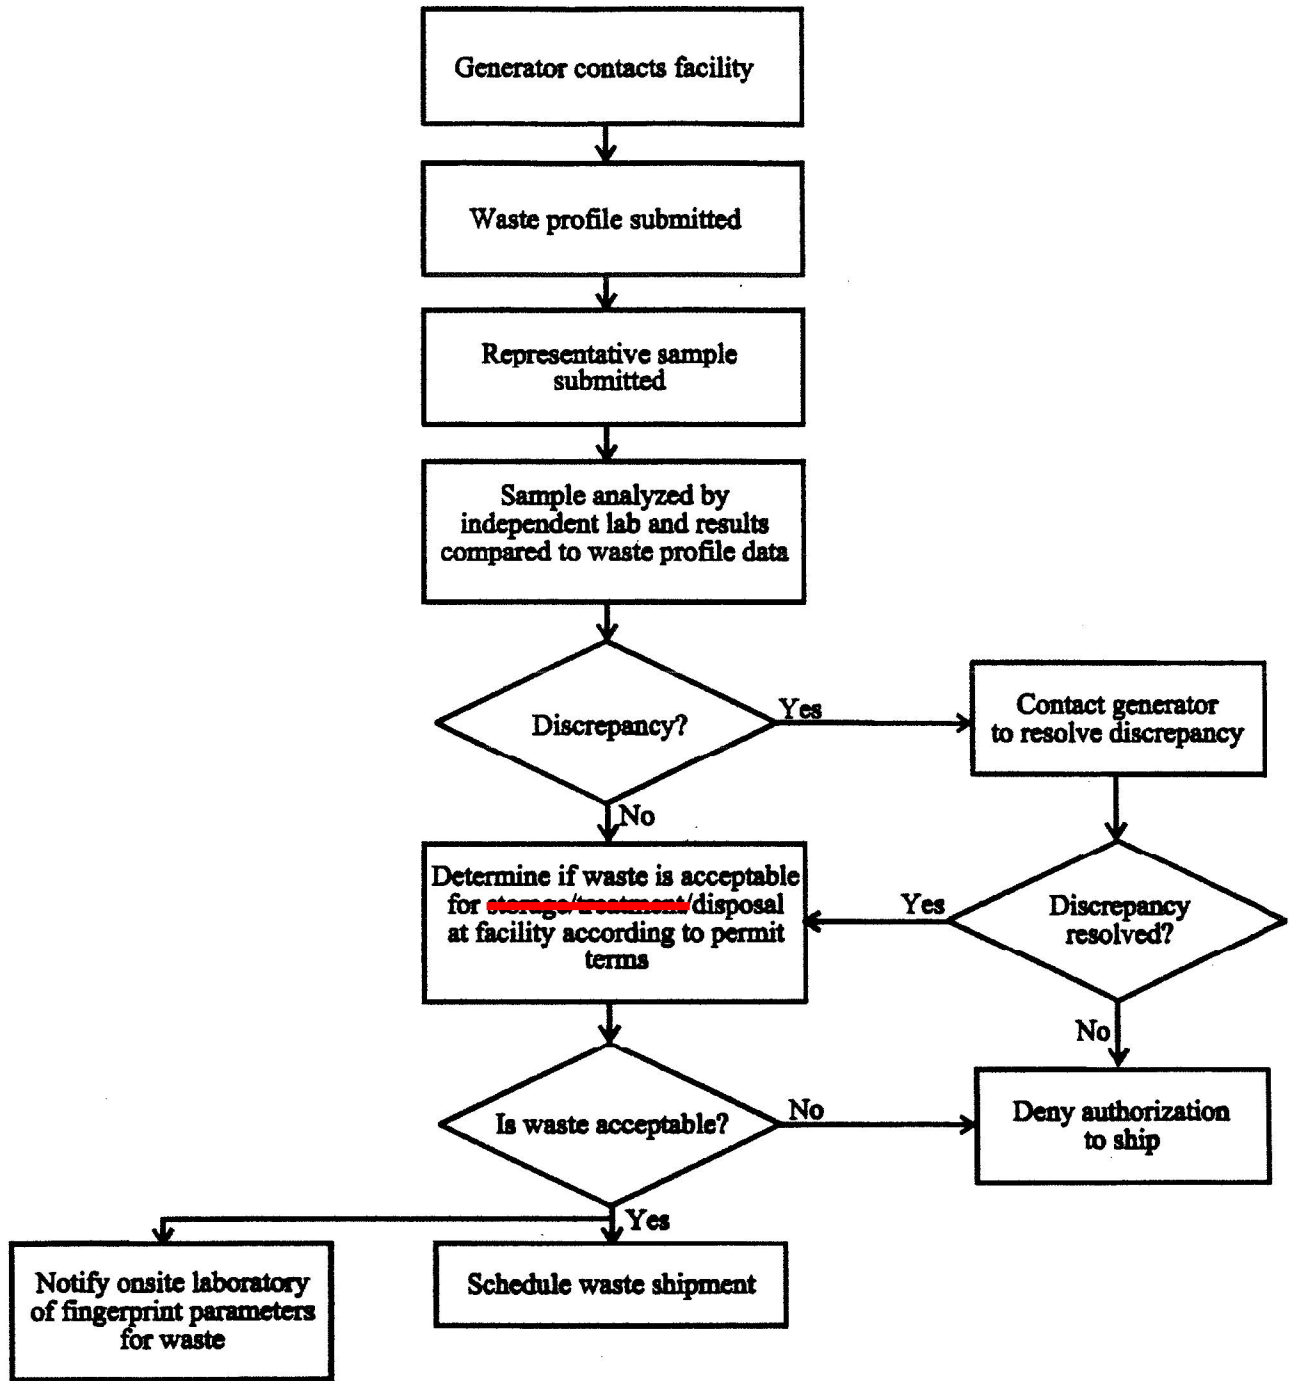 Generator contacts facility
Waste profile submitted
Representative sample
submitted
Sample analyzed by
independent lab and results
compared to waste profile data
Discrepancy?
Yes
Contact generator
to resolve discrepancy
No
Determine if waste is acceptable
for storage/treatment/disposal
at facility according to permit
terms
Yes
Discrepancy
resolved?
No
Is waste acceptable?
No
Deny authorization
to ship
Yes
Notify onsite laboratory
of fingerprint parameters
for waste
Schedule waste shipment